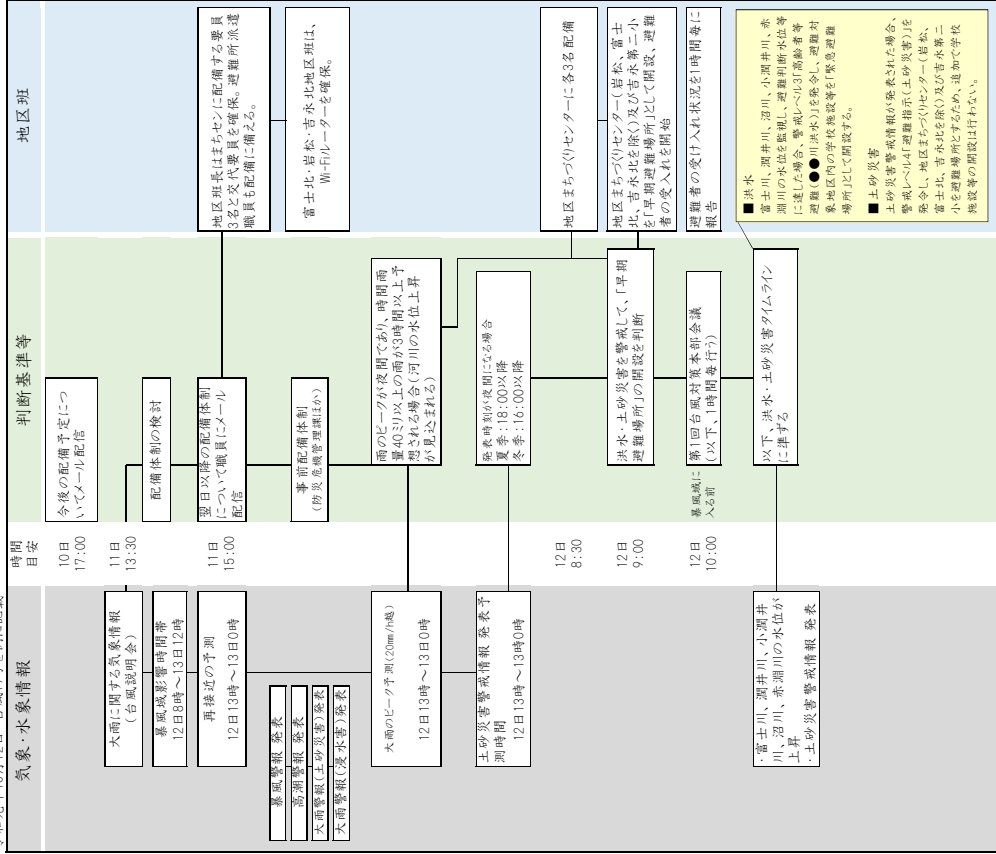 気象・水象情報
時間
目安
判断基準等
地区班
10日
17:00
今後の配備予定につ
いてメール配信
大雨に関する気象情報
(台風説明会)
11日
13:30
暴風域影響時間帯
12日8時～13日12時
配備体制の検討
再接近の予測
12日13時～13日0時
11日
15:00
翌日以降の配備体制
について職員にメール
配信
地区班長はまちセンに配備する要員
3名と交代要員を確保。避難所派遣
職員も配備に備える。
暴風警報 発表
高潮警報 発表
大雨警報(土砂災害)発表
大雨警報(浸水害)発表
事前配備体制
(防災危機管理課ほか)
富士北・岩松・吉永北地区班は、
Wi-Fiルーターを確保。
大雨のピーク予測(20mm/h越)
12日13時～13日0時
雨のピークが夜間であり、時間雨
量40ミリ以上の雨が3時間以上予
想される場合(河川の水位上昇
が見込まれる)
土砂災害警戒情報 発表予
測時間
12日13時～13時0時
発表時刻が夜間になる場合
夏季:18:00以降
冬季:16:00以降
12日
8:30
地区まちづくりセンターに各3名配備
12日
9:00
洪水・土砂災害を警戒して、「早期
避難場所」の開設を判断
地区まちづくりセンター(岩松、富士
北、吉永北を除く)及び吉永第二小
を「早期避難場所」として開設、避難
者の受入れを開始
12日
10:00
暴風域に
入る前
第1回台風対策本部会議
(以下、1時間毎行う)
避難者の受け入れ状況を1時間毎に
報告
・富士川、潤井川、小潤井
川、沼川、赤淵川の水位が
上昇
・土砂災害警戒情報 発表
以下、洪水・土砂災害タイムライン
に準ずる
■洪水
富士川、潤井川、沼川、小潤井川、赤
淵川の水位を監視し、避難判断水位等
に達した場合、警戒レベル3「高齢者等
避難(●●川洪水)」を発令し、避難対
象地区内の学校施設等を「緊急避難
場所」として開設する。
■土砂災害
土砂災害警戒情報が発表された場合、
警戒レベル4「避難指示(土砂災害)」を
発令し、地区まちづくりセンター(岩松、
富士北、吉永北を除く)及び吉永第二
小を避難場所とするため、追加で学校
施設等の開設は行わない。